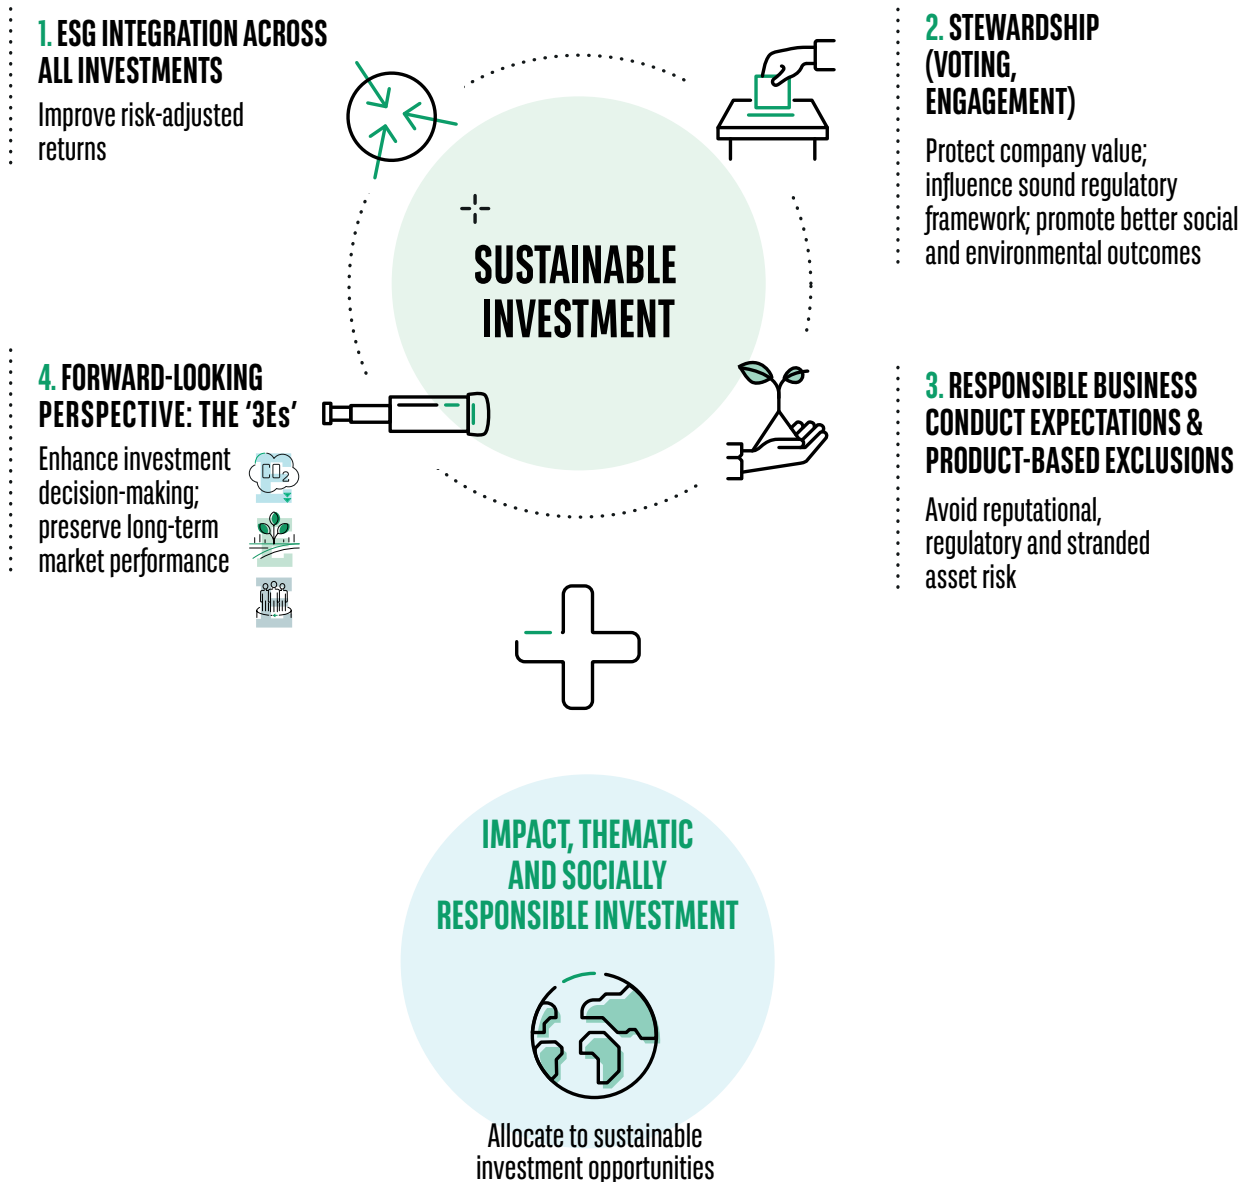 1. ESG INTEGRATION ACROSS
ALL INVESTMENTS
Improve risk-adjusted
returns
2. STEWARDSHIP
(VOTING,
ENGAGEMENT)
Protect company value;
influence sound regulatory
framework; promote better social
and environmental outcomes
SUSTAINABLE
INVESTMENT
3. RESPONSIBLE BUSINESS
CONDUCT EXPECTATIONS &
PRODUCT-BASED EXCLUSIONS
Avoid reputational,
regulatory and stranded
asset risk
4. FORWARD-LOOKING
PERSPECTIVE: THE ‘3Es’
Enhance investment
decision-making;
preserve long-term
market performance
CO2
E
E
E
IMPACT, THEMATIC
AND SOCIALLY
RESPONSIBLE INVESTMENT
Allocate to sustainable
investment opportunities